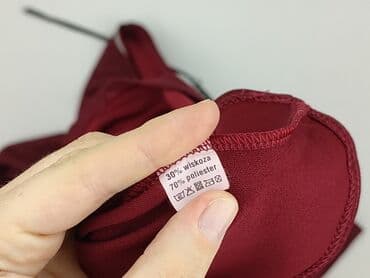 30% wiskoza
70% poliester